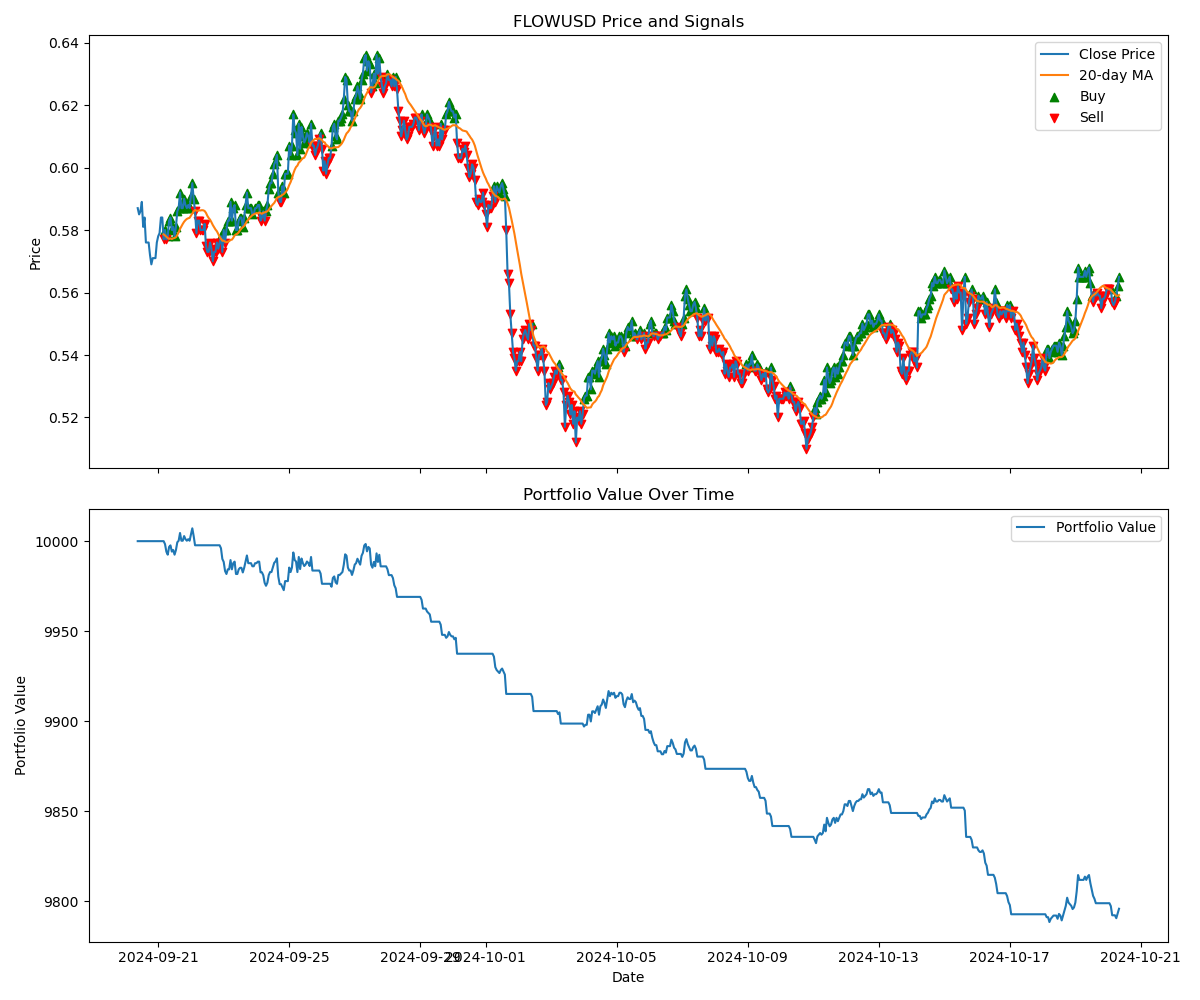 FLOWUSD Price and Signals
Price
0.64
0.62
0.60
0.58
0.56
0.54
0.52
Close Price
20-day MA
Buy
Sell
Portfolio Value Over Time
Portfolio Value
10000
9950
9900
9850
9800
Portfolio Value
2024-09-21
2024-09-25
2024-09-29
2024-10-01
2024-10-05
2024-10-09
2024-10-13
2024-10-17
2024-10-21
Date